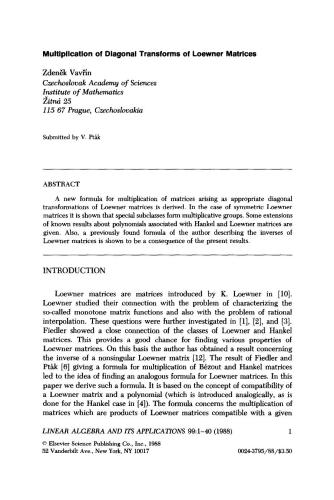 Multiplication of Diagonal Transforms of Loewner Matrices
Zdeněk Vavřín
Czechoslovak Academy of Sciences
Institute of Mathematics
Žitná 25
115 67 Prague, Czechoslovakia
Submitted by V. Pták
ABSTRACT
A new formula for multiplication of matrices arising as appropriate diagonal
transformations of Loewner matrices is derived. In the case of symmetric Loewner
matrices it is shown that special subclasses form multiplicative groups. Some extensions
of known results about polynomials associated with Hankel and Loewner matrices are
given. Also, a previously found formula of the author describing the inverses of
Loewner matrices is shown to be a consequence of the present results.
INTRODUCTION
Loewner matrices are matrices introduced by K. Loewner in [10].
Loewner studied their connection with the problem of characterizing the
so-called monotone matrix functions and also with the problem of rational
interpolation. These questions were further investigated in [1], [2], and [3].
Fiedler showed a close connection of the classes of Loewner and Hankel
matrices. This provides a good chance for finding various properties of
Loewner matrices. On this basis the author has obtained a result concerning
the inverse of a nonsingular Loewner matrix [12]. The result of Fiedler and
Pták [6] giving a formula for multiplication of Bézout and Hankel matrices
led to the idea of finding an analogous formula for Loewner matrices. In this
paper we derive such a formula. It is based on the concept of compatibility of
a Loewner matrix and a polynomial (which is introduced analogically, as is
done for the Hankel case in [4]). The formula concerns the multiplication of
matrices which are products of Loewner matrices compatible with a given
LINEAR ALGEBRA AND ITS APPLICATIONS 99:1–40 (1988) 1
© Elsevier Science Publishing Co., Inc., 1988
52 Vanderbilt Ave., New York, NY 10017 0024-3795/88/$3.50